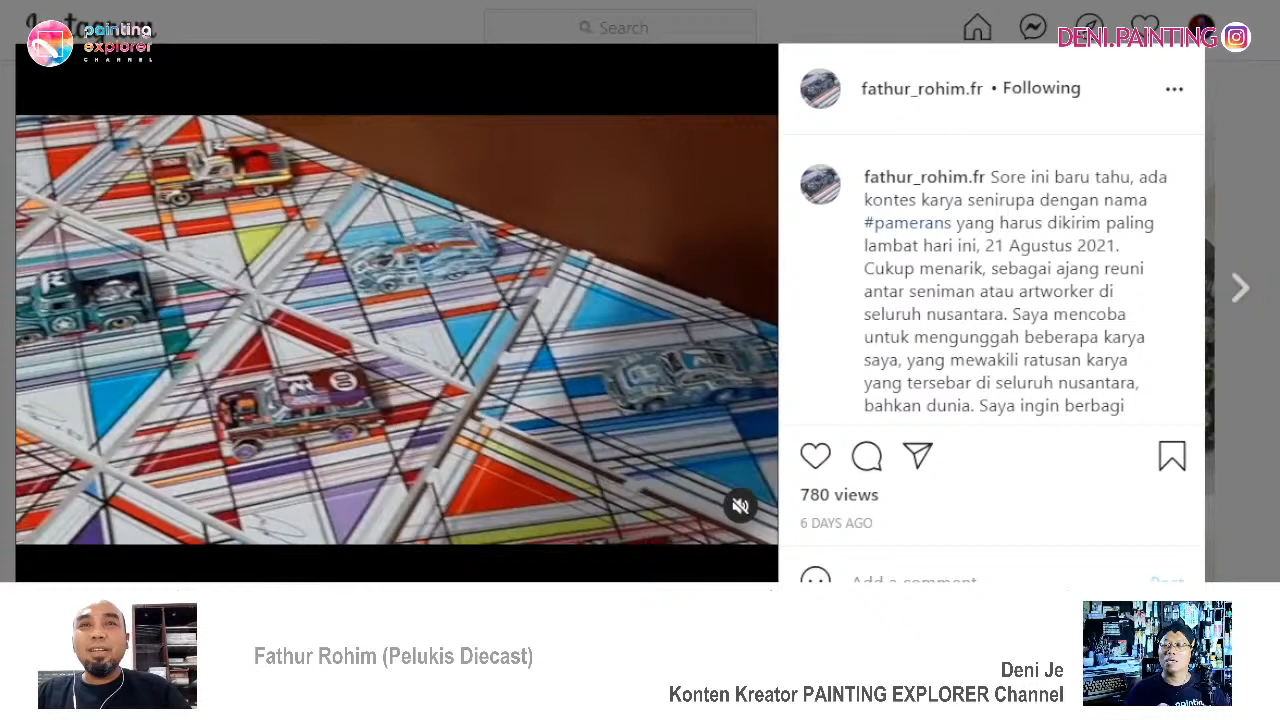 Instagram
painting
explorer
CHANNEL
Search
DENI.PAINTING
fathur_rohim.fr • Following
fathur_rohim.fr Sore ini baru tahu, ada
kontes karya senirupa dengan nama
#pamerans yang harus dikirim paling
lambat hari ini, 21 Agustus 2021.
Cukup menarik, sebagai ajang reuni
antar seniman atau artworker di
seluruh nusantara. Saya mencoba
untuk mengunggah beberapa karya
saya, yang mewakili ratusan karya
yang tersebar di seluruh nusantara,
bahkan dunia. Saya ingin berbagi
780 views
6 DAYS AGO
Add a comment...
Post
Fathur Rohim (Pelukis Diecast)
Deni Je
Konten Kreator PAINTING EXPLORER Channel